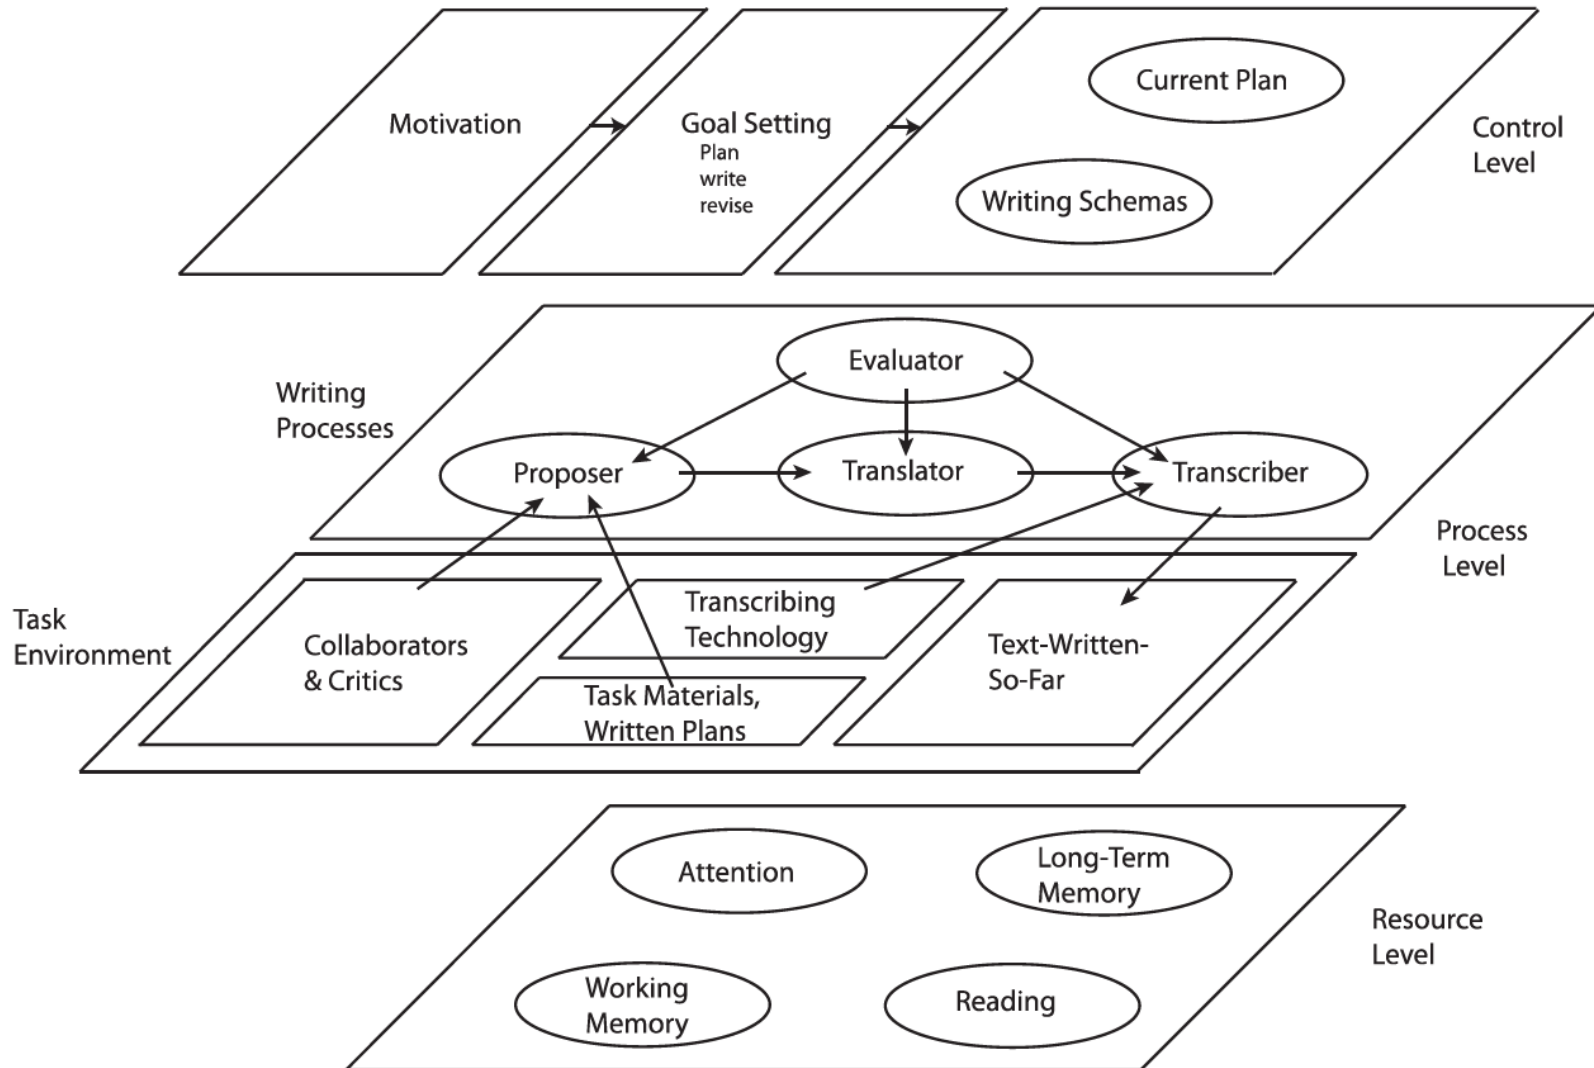 Motivation
Goal Setting
Plan
write
revise
Current Plan
Writing Schemas
Control
Level
Writing
Processes
Evaluator
Proposer
Translator
Transcriber
Process
Level
Task
Environment
Collaborators
& Critics
Transcribing
Technology
Task Materials,
Written Plans
Text-Written-
So-Far
Attention
Long-Term
Memory
Working
Memory
Reading
Resource
Level